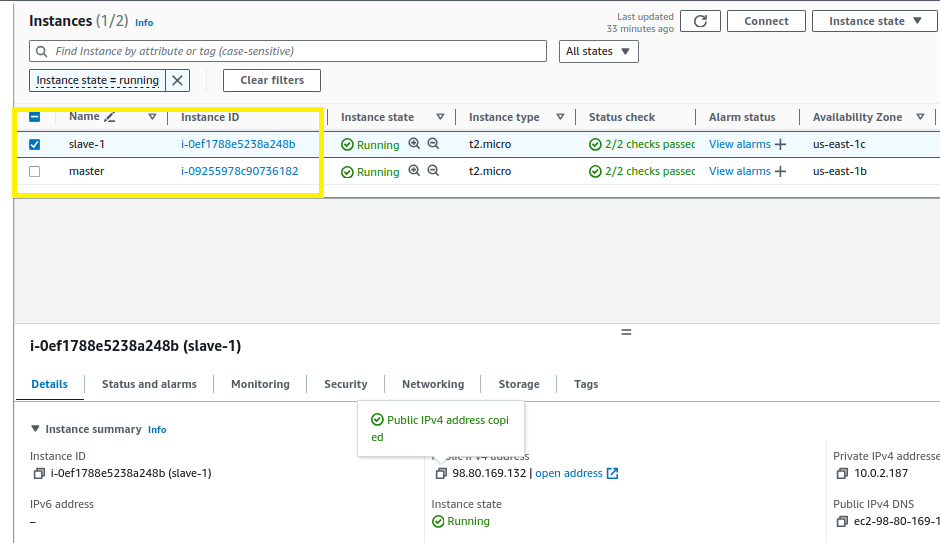 Instances (1/2) Info
Last updated
33 minutes ago
Connect
Instance state
Find Instance by attribute or tag (case-sensitive)
All states
Instance state = running
Clear filters
Name Instance ID Instance state Instance type Status check Alarm status Availability Zone
slave-1 i-0ef1788e5238a248b Running t2.micro 2/2 checks passec View alarms us-east-1c
master i-09255978c90736182 Running t2.micro 2/2 checks passec View alarms us-east-1b
i-0ef1788e5238a248b (slave-1)
Details Status and alarms Monitoring Security Networking Storage Tags
Public IPv4 address copi
ed
Instance summary Info
Instance ID Public IPv4 address Private IPv4 addresse
i-0ef1788e5238a248b (slave-1) 98.80.169.132 | open address 10.0.2.187
IPv6 address Instance state Public IPv4 DNS
– Running ec2-98-80-169-1